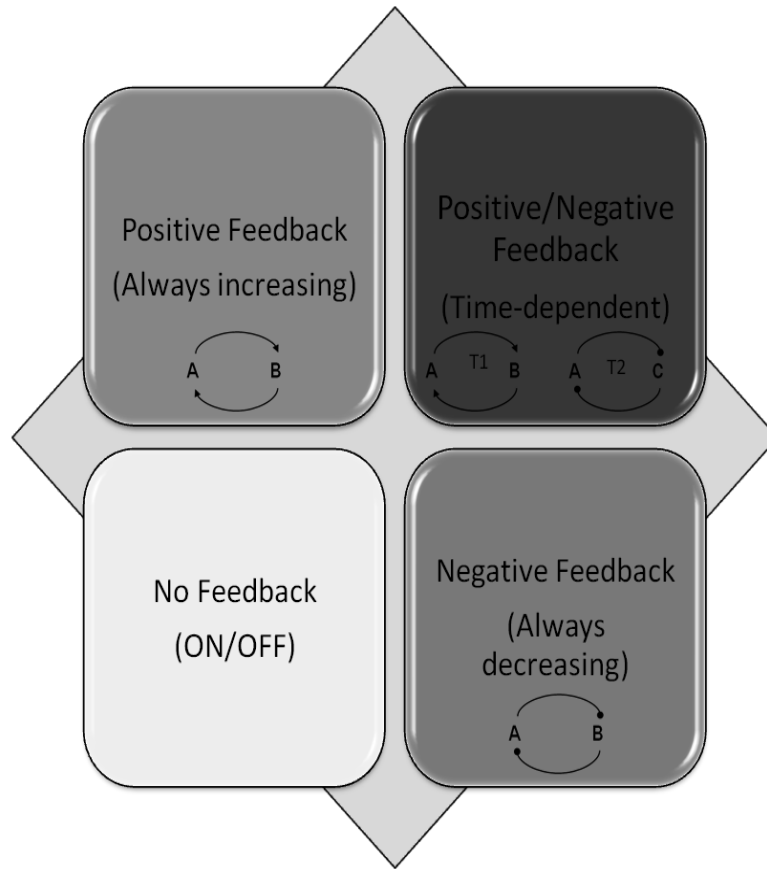 Positive Feedback
(Always increasing)
A B
Positive/Negative
Feedback
(Time-dependent)
A T1 B A T2 C
No Feedback
(ON/OFF)
Negative Feedback
(Always
decreasing)
A B